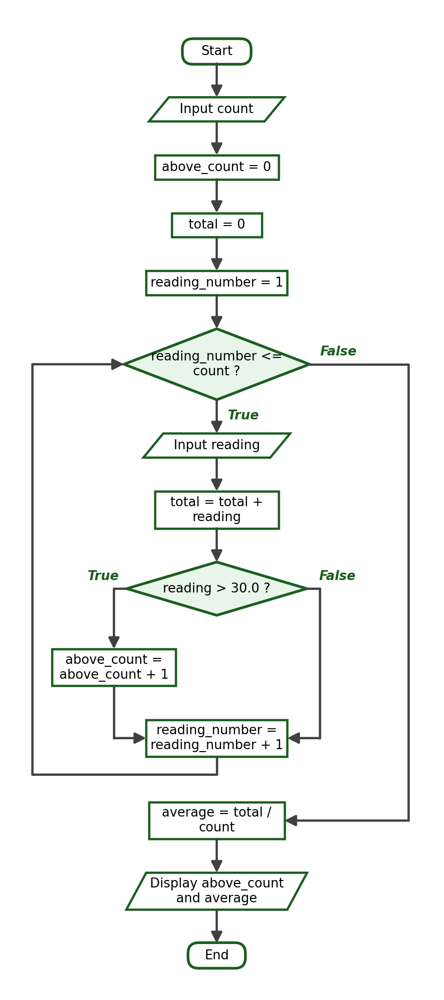 Start
Input count
above_count = 0
total = 0
reading_number = 1
reading_number <=
count ?
False
True
Input reading
total = total +
reading
True
False
reading > 30.0 ?
above_count =
above_count + 1
reading_number =
reading_number + 1
average = total /
count
Display above_count
and average
End